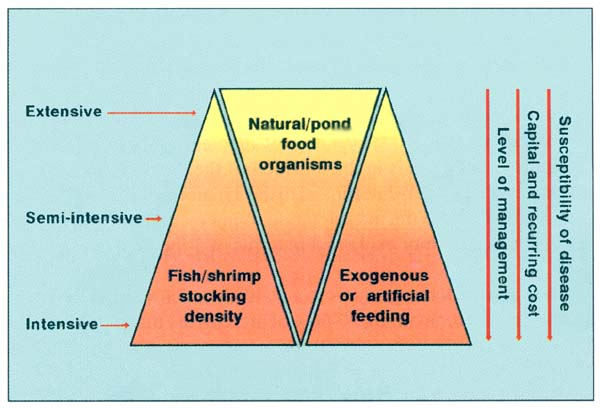 Extensive
Semi-intensive
Intensive
Natural/pond
food
organisms
Fish/shrimp
stocking
density
Exogenous
or artificial
feeding
Susceptibility of disease
Capital and recurring cost
Level of management